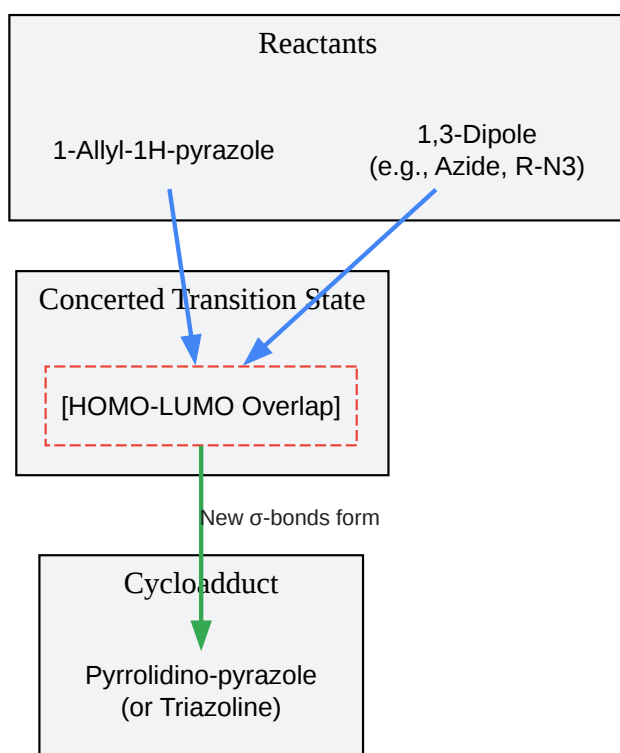 Reactants
1-Allyl-1H-pyrazole
1,3-Dipole
(e.g., Azide, R-N3)
Concerted Transition State
[HOMO-LUMO Overlap]
New σ-bonds form
Cycloadduct
Pyrrolidino-pyrazole
(or Triazoline)